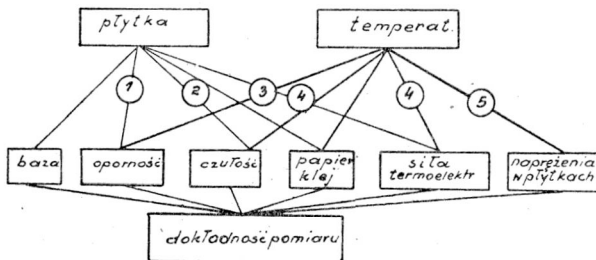 płytka
temperat.
1 2 3 4 4 5
baza
oporność
czułość
papier
klej
siła
termoelektr
naprężenia
w płytkach
dokładność pomiaru